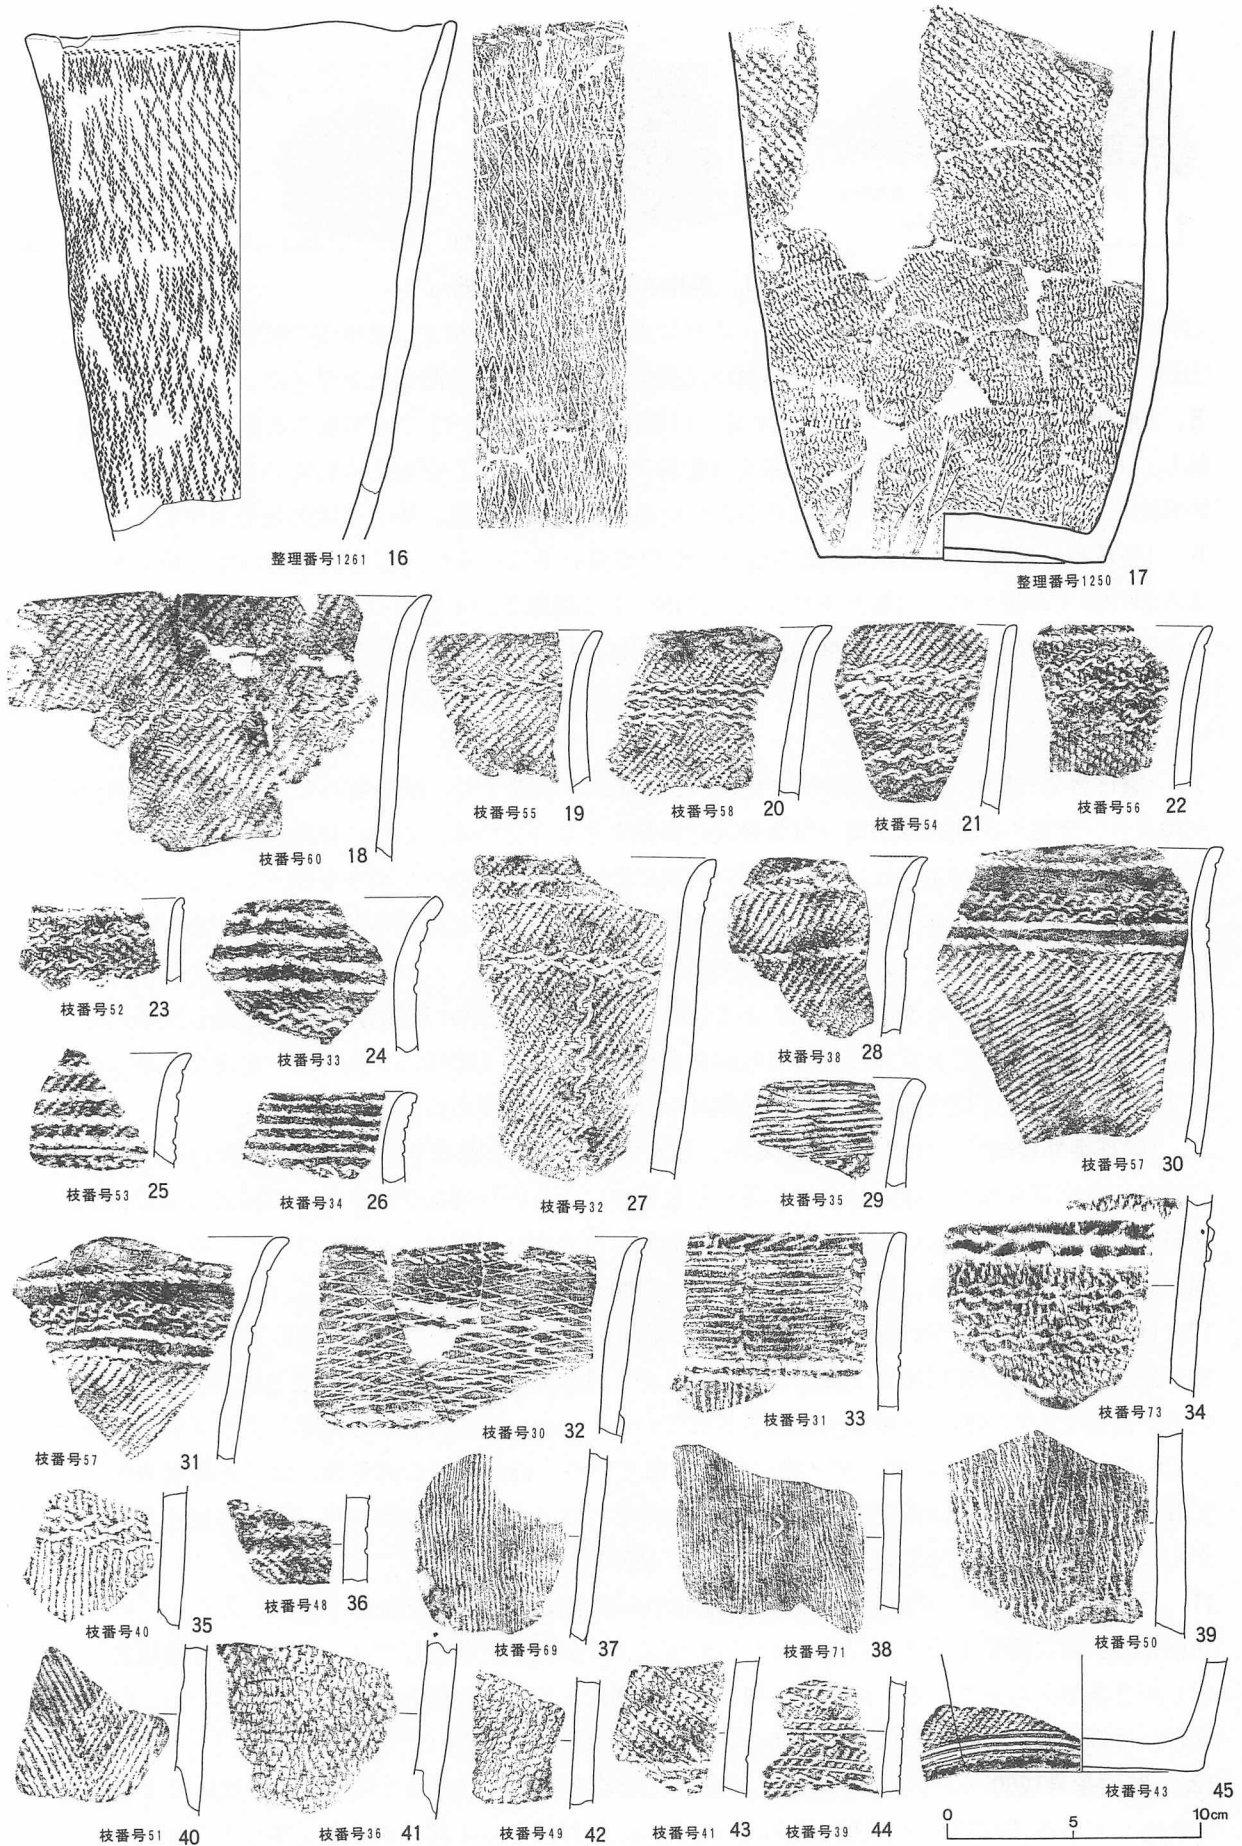 整理番号1261 16
整理番号1250 17
枝番号60 18
枝番号55 19
枝番号58 20
枝番号54 21
枝番号56 22
枝番号52 23
枝番号33 24
枝番号32 27
枝番号38 28
枝番号57 30
枝番号53 25
枝番号34 26
枝番号35 29
枝番号57 31
枝番号30 32
枝番号31 33
枝番号73 34
枝番号40 35
枝番号48 36
枝番号69 37
枝番号71 38
枝番号50 39
枝番号51 40
枝番号36 41
枝番号49 42
枝番号41 43
枝番号39 44
枝番号43 45
0 5 10cm